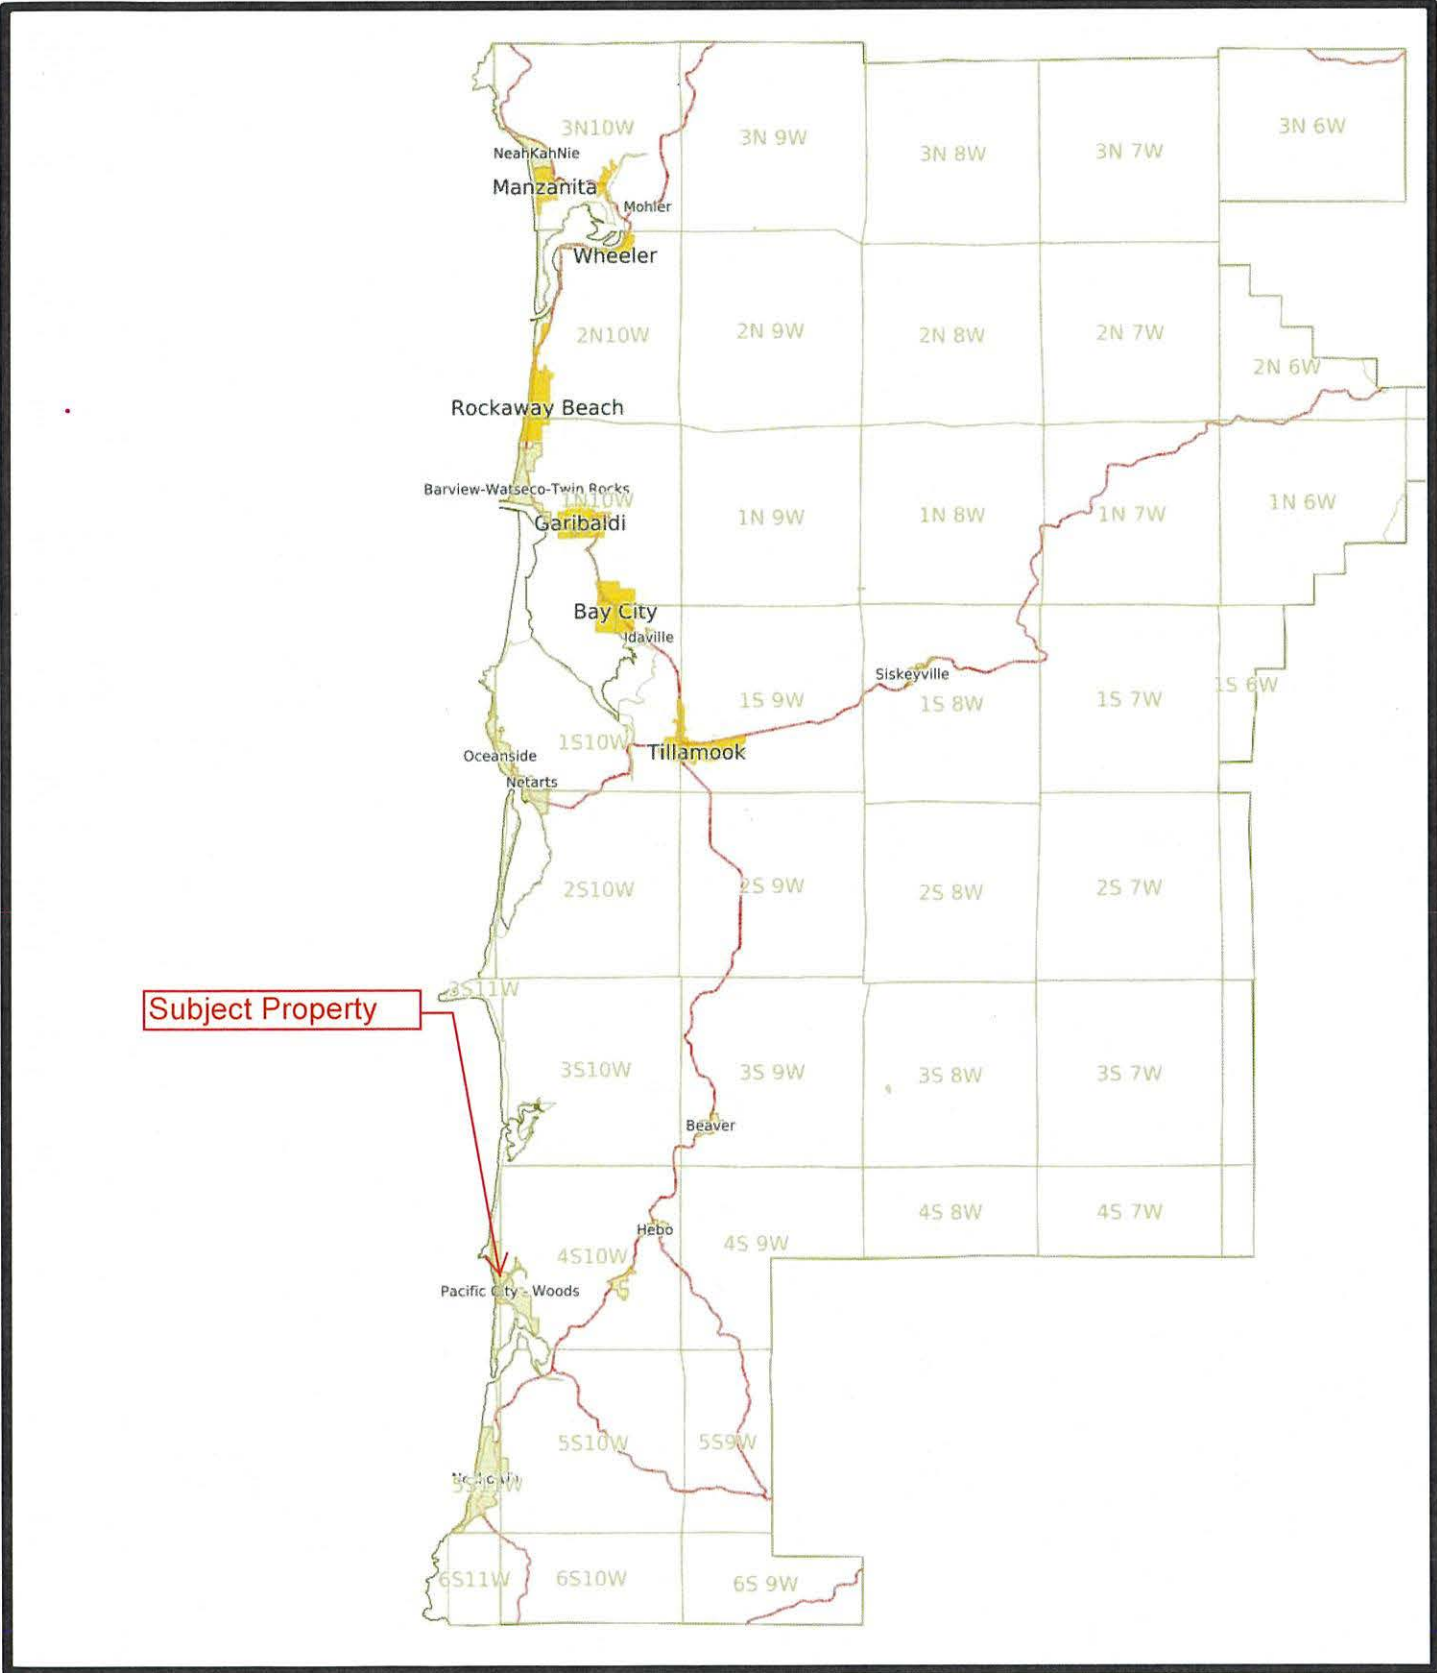 3N10W
3N 9W
3N 8W
3N 7W
3N 6W
NeahKahNie
Manzanita
Mohler
Wheeler
2N10W
2N 9W
2N 8W
2N 7W
2N 6W
Rockaway Beach
Barview-Watseco-Twin Rocks
1N10W
1N 9W
1N 8W
1N 7W
1N 6W
Garibaldi
Bay City
Idaville
Siskeyville
1S 9W
1S 8W
1S 7W
1S 6W
1S10W
Tillamook
Oceanside
Netarts
2S10W
2S 9W
2S 8W
2S 7W
3S11W
Subject Property
3S10W
3S 9W
3S 8W
3S 7W
Beaver
4S 8W
4S 7W
Hebo
4S10W
4S 9W
Pacific City - Woods
5S10W
5S9W
5S11W
6S11W
6S10W
6S 9W